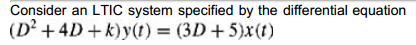 Consider an LTIC system specified by the differential equation
(D² + 4D + k)y(t) = (3D + 5)x(t)